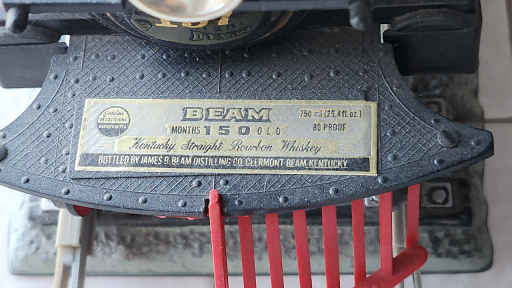 BEAM
750 ml (25.4 fl. oz.)
MONTHS 150 OLD
80 PROOF
Kentucky Straight Bourbon Whiskey
BOTTLED BY JAMES B. BEAM DISTILLING CO. CLERMONT-BEAM, KENTUCKY